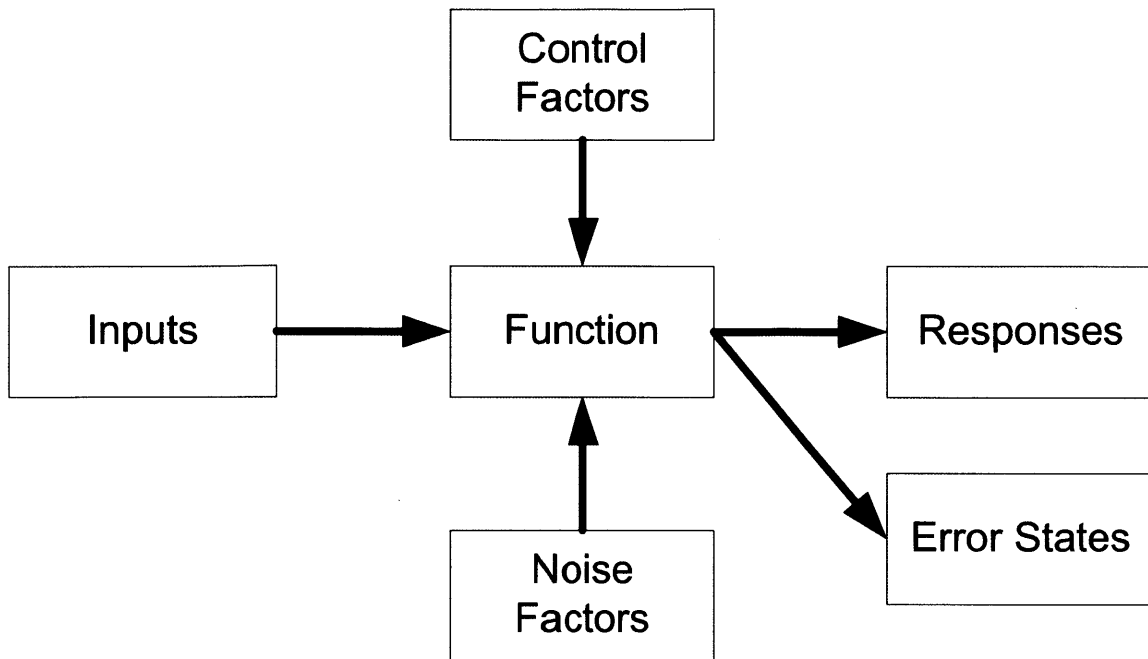 Control
Factors
Inputs
Function
Responses
Error States
Noise
Factors